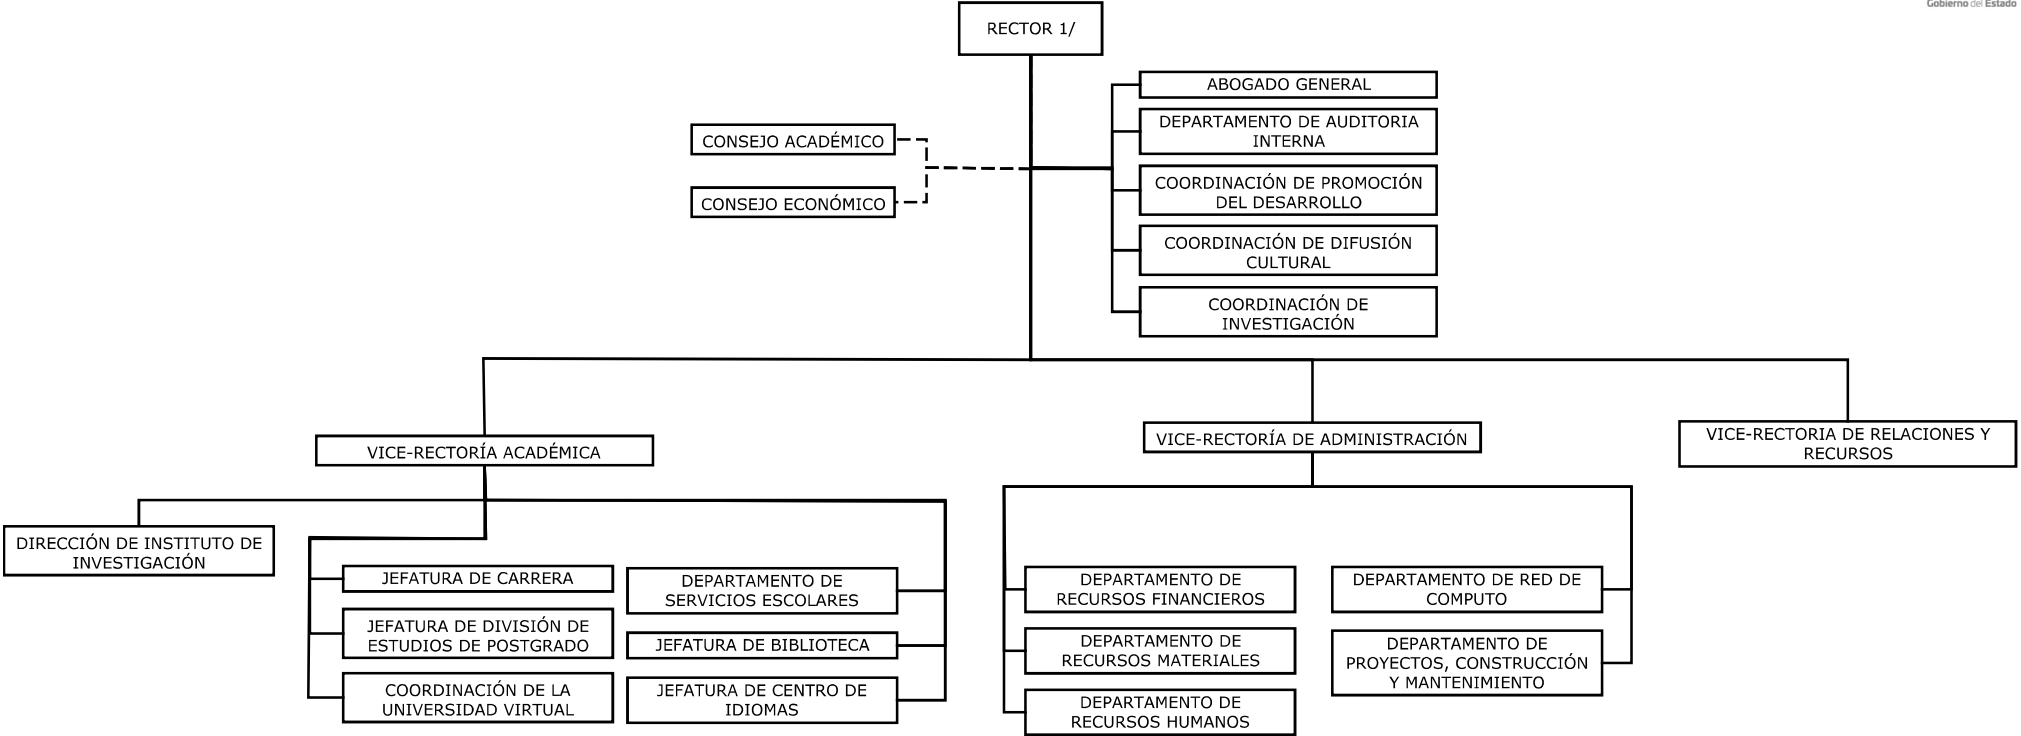 Gobierno del Estado
RECTOR 1/
ABOGADO GENERAL
DEPARTAMENTO DE AUDITORIA
INTERNA
COORDINACIÓN DE PROMOCIÓN
DEL DESARROLLO
COORDINACIÓN DE DIFUSIÓN
CULTURAL
COORDINACIÓN DE
INVESTIGACIÓN
CONSEJO ACADÉMICO
CONSEJO ECONÓMICO
VICE-RECTORÍA ACADÉMICA
VICE-RECTORÍA DE ADMINISTRACIÓN
VICE-RECTORIA DE RELACIONES Y
RECURSOS
DIRECCIÓN DE INSTITUTO DE
INVESTIGACIÓN
JEFATURA DE CARRERA
JEFATURA DE DIVISIÓN DE
ESTUDIOS DE POSTGRADO
COORDINACIÓN DE LA
UNIVERSIDAD VIRTUAL
DEPARTAMENTO DE
SERVICIOS ESCOLARES
JEFATURA DE BIBLIOTECA
JEFATURA DE CENTRO DE
IDIOMAS
DEPARTAMENTO DE
RECURSOS FINANCIEROS
DEPARTAMENTO DE
RECURSOS MATERIALES
DEPARTAMENTO DE
RECURSOS HUMANOS
DEPARTAMENTO DE RED DE
COMPUTO
DEPARTAMENTO DE
PROYECTOS, CONSTRUCCIÓN
Y MANTENIMIENTO